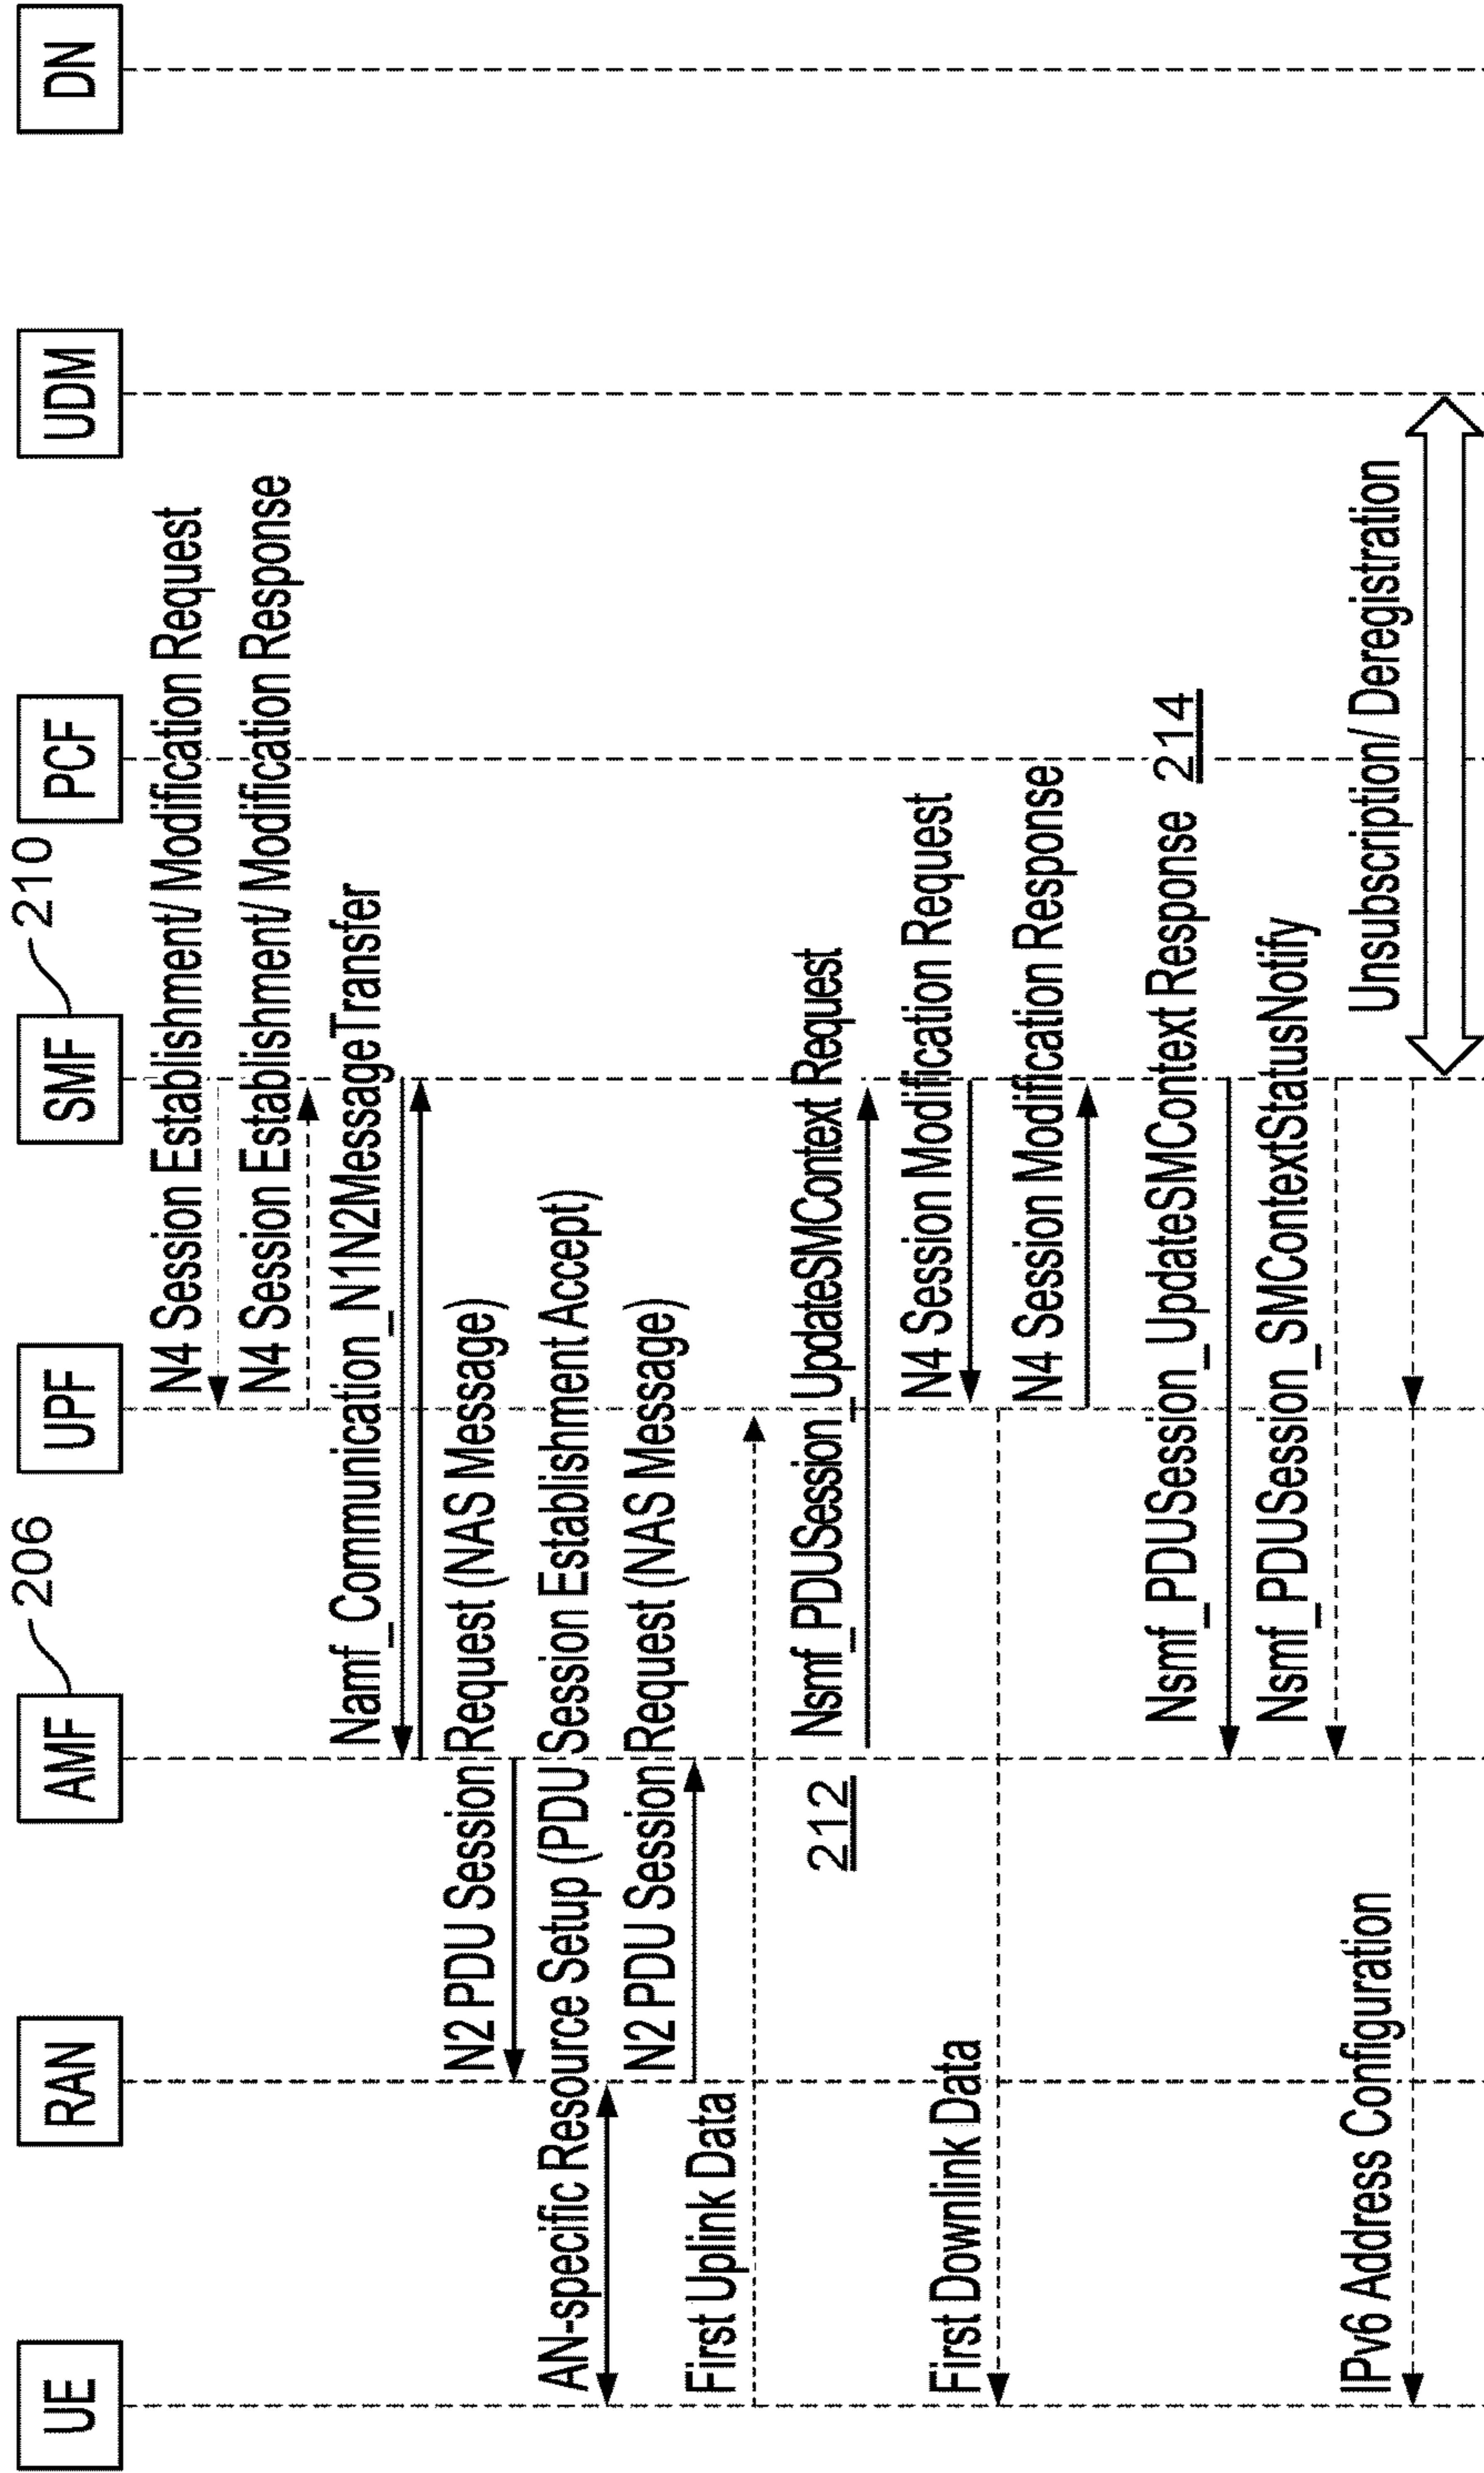 UE
RAN
AMF
206
UPF
SMF
210
PCF
UDM
DN
N4 Session Establishment/ Modification Request
N4 Session Establishment/ Modification Response
Namf_Communication_N1N2MessageTransfer
N2 PDU Session Request (NAS Message)
AN-specific Resource Setup (PDU Session Establishment Accept)
N2 PDU Session Request (NAS Message)
First Uplink Data
212
Nsmf_PDUSession_UpdateSMContext Request
N4 Session Modification Request
First Downlink Data
N4 Session Modification Response
Nsmf_PDUSession_UpdateSMContext Response 214
Nsmf_PDUSession_SMContextStatusNotify
IPv6 Address Configuration
Unsubscription/ Deregistration